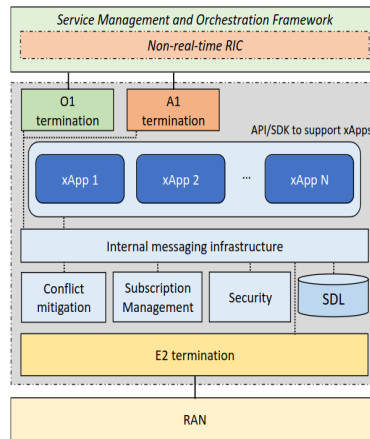 Service Management and Orchestration Framework
Non-real-time RIC
O1
termination
A1
termination
API/SDK to support xApps
xApp 1
xApp 2
...
xApp N
Internal messaging infrastructure
Conflict
mitigation
Subscription
Management
Security
SDL
E2 termination
RAN